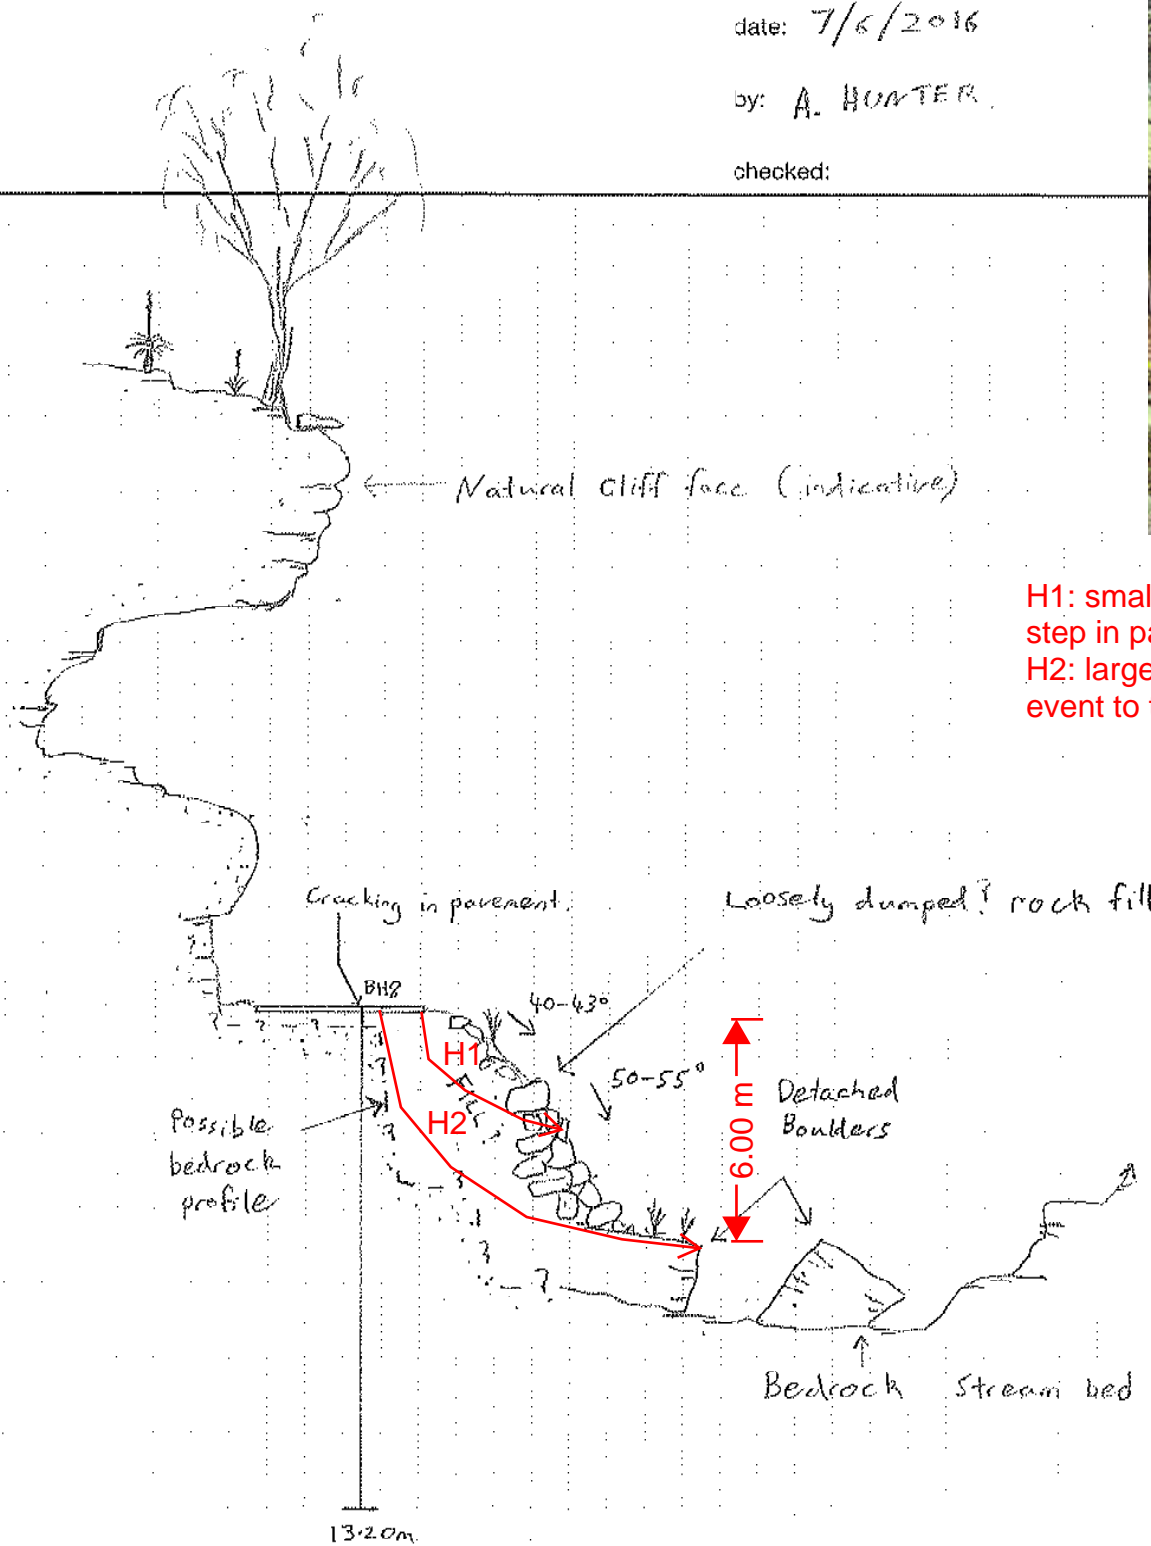 date: 7/6/2016
by: A. HUNTER.
checked:
Natural Cliff face (indicative)
H1: smal
step in pa
H2: large
event to
Cracking in pavement.
Loosely dumped? rock fill
BH8
40-43°
H1
Fill
50-55°
6.00 m
Detached
Boulders
H2
Possible
bedrock
profile
Bedrock Stream bed
13.20m